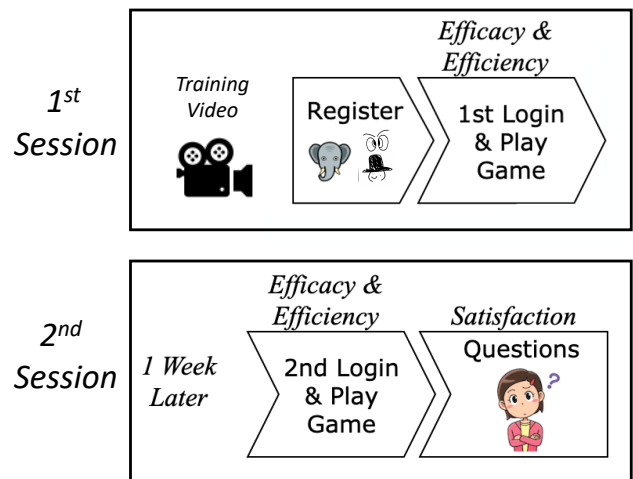 1st
Session
Training
Video
Register
Efficacy &
Efficiency
1st Login
& Play
Game
2nd
Session
1 Week
Later
Efficacy &
Efficiency
2nd Login
& Play
Game
Satisfaction
Questions
?